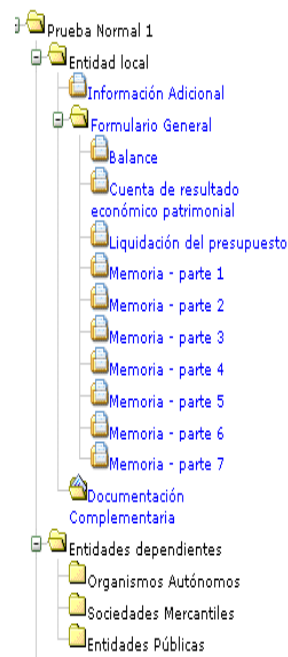 Prueba Normal 1
Entidad local
Información Adicional
Formulario General
Balance
Cuenta de resultado
económico patrimonial
Liquidación del presupuesto
Memoria - parte 1
Memoria - parte 2
Memoria - parte 3
Memoria - parte 4
Memoria - parte 5
Memoria - parte 6
Memoria - parte 7
Documentación
Complementaria
Entidades dependientes
Organismos Autónomos
Sociedades Mercantiles
Entidades Públicas